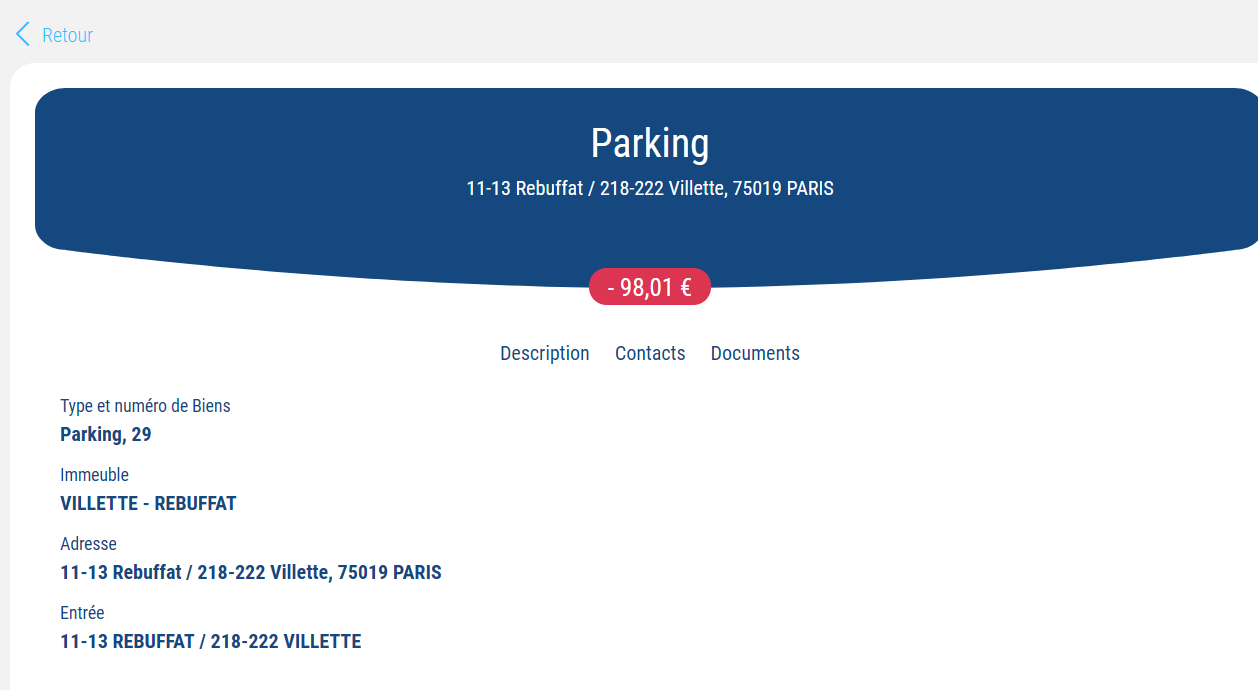 Retour
Parking
11-13 Rebuffat / 218-222 Villette, 75019 PARIS
- 98,01 €
Description Contacts Documents
Type et numéro de Biens
Parking, 29
Immeuble
VILLETTE - REBUFFAT
Adresse
11-13 Rebuffat / 218-222 Villette, 75019 PARIS
Entrée
11-13 REBUFFAT / 218-222 VILLETTE